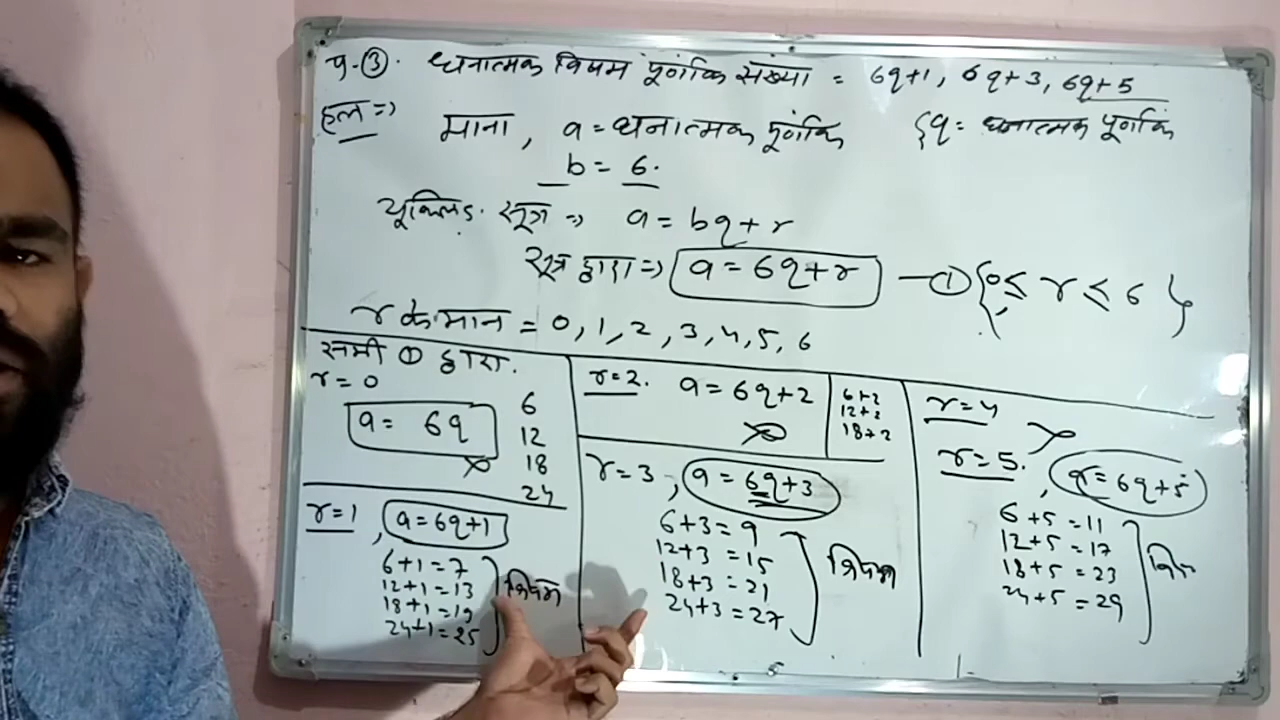 प्र-③. धनात्मक विषम पूर्णांक संख्या = 6q+1, 6q+3, 6q+5
हल =>
माना, a = धनात्मक पूर्णांक {q = धनात्मक पूर्णांक
b = 6.
यूक्लिड. सूत्र => a = bq+r
सूत्र द्वारा => a = 6q+r —① {0 ≤ r ≤ 6}
r के मान = 0, 1, 2, 3, 4, 5, 6
समी ① द्वारा.
r = 0
a = 6q
6
12
18
24
r=1, a=6q+1
6+1=7
12+1=13
18+1=19
24+1=25
विषम
r=2. a = 6q+2
6+2
12+2
18+2
r=3, a=6q+3
6+3=9
12+3=15
18+3=21
24+3=27
विषम
r=4
r=5, a=6q+5
6+5=11
12+5=17
18+5=23
24+5=29